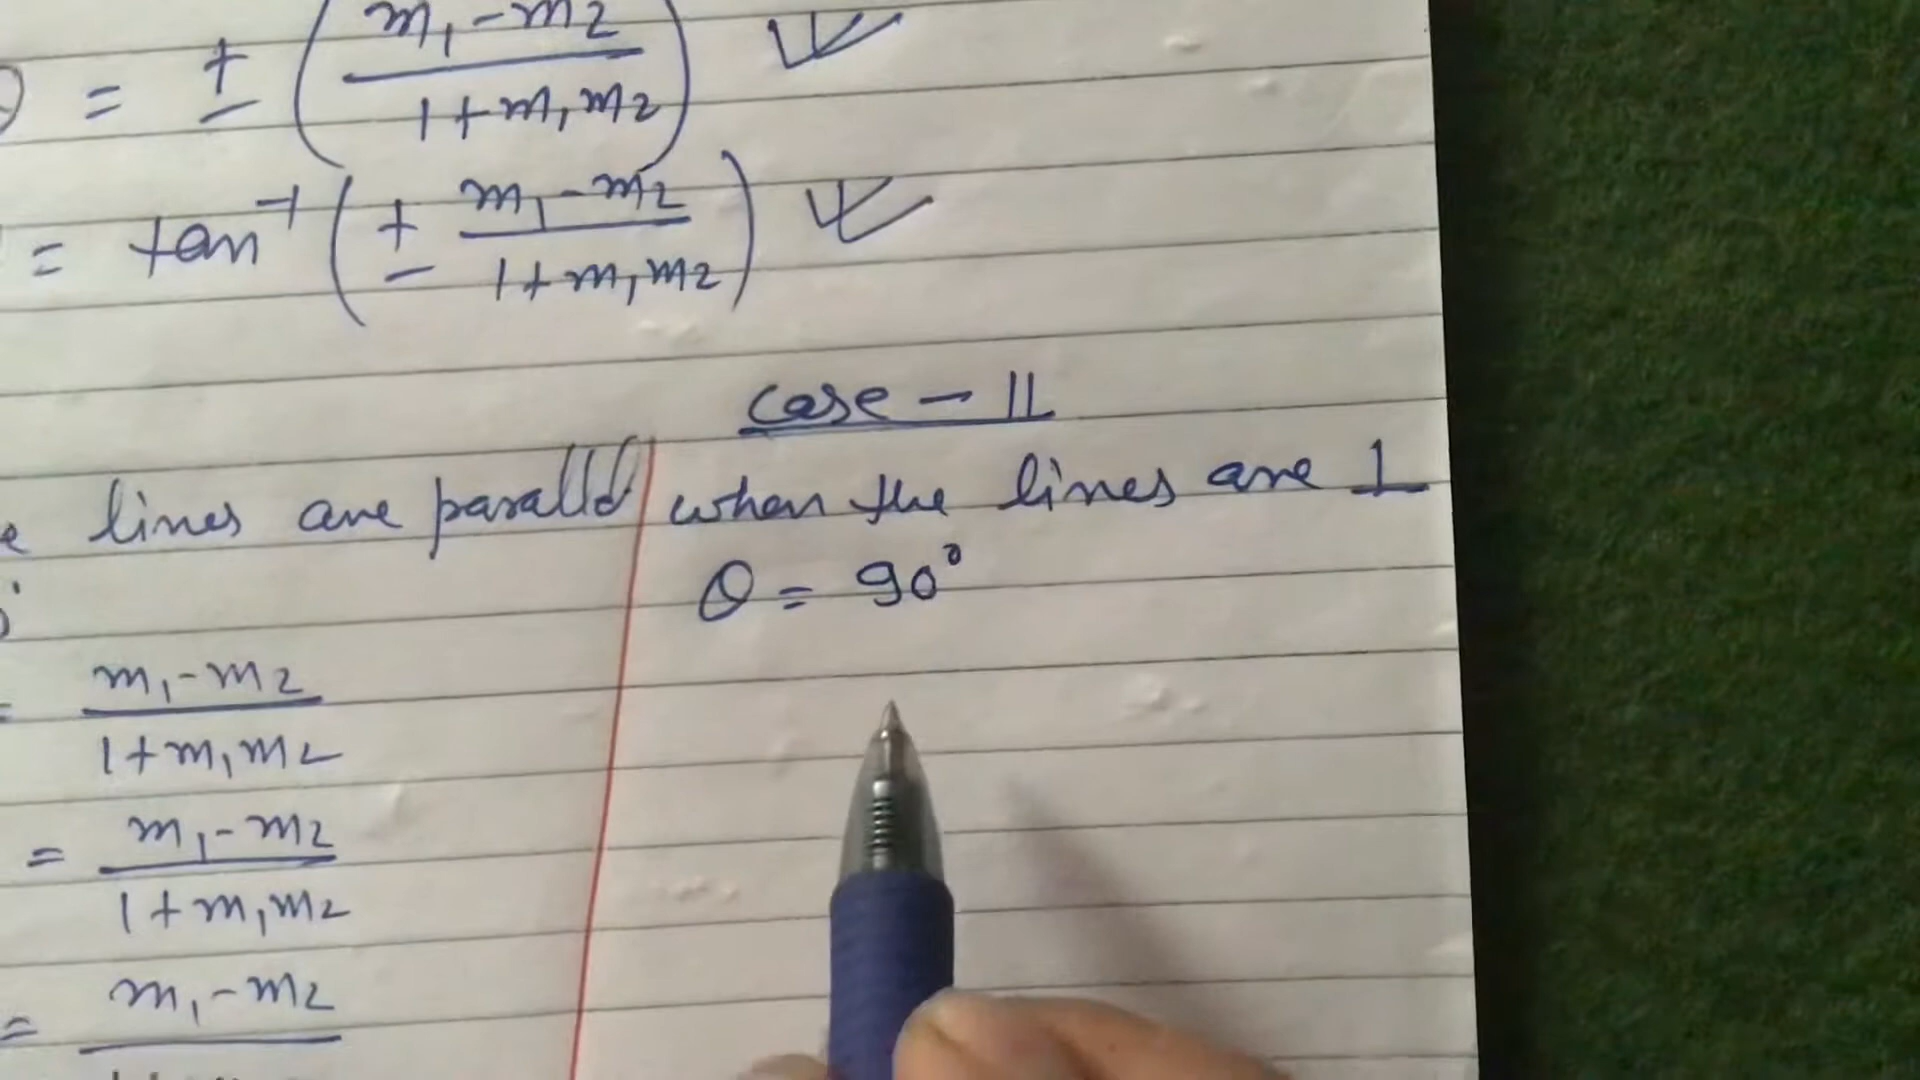 = ± (m₁-m₂ / 1+m₁m₂)
= tan⁻¹ (± m₁-m₂ / 1+m₁m₂)
lines are parallel
= m₁-m₂ / 1+m₁m₂
= m₁-m₂ / 1+m₁m₂
= m₁-m₂
Case - II
when the lines are ⊥
θ = 90°